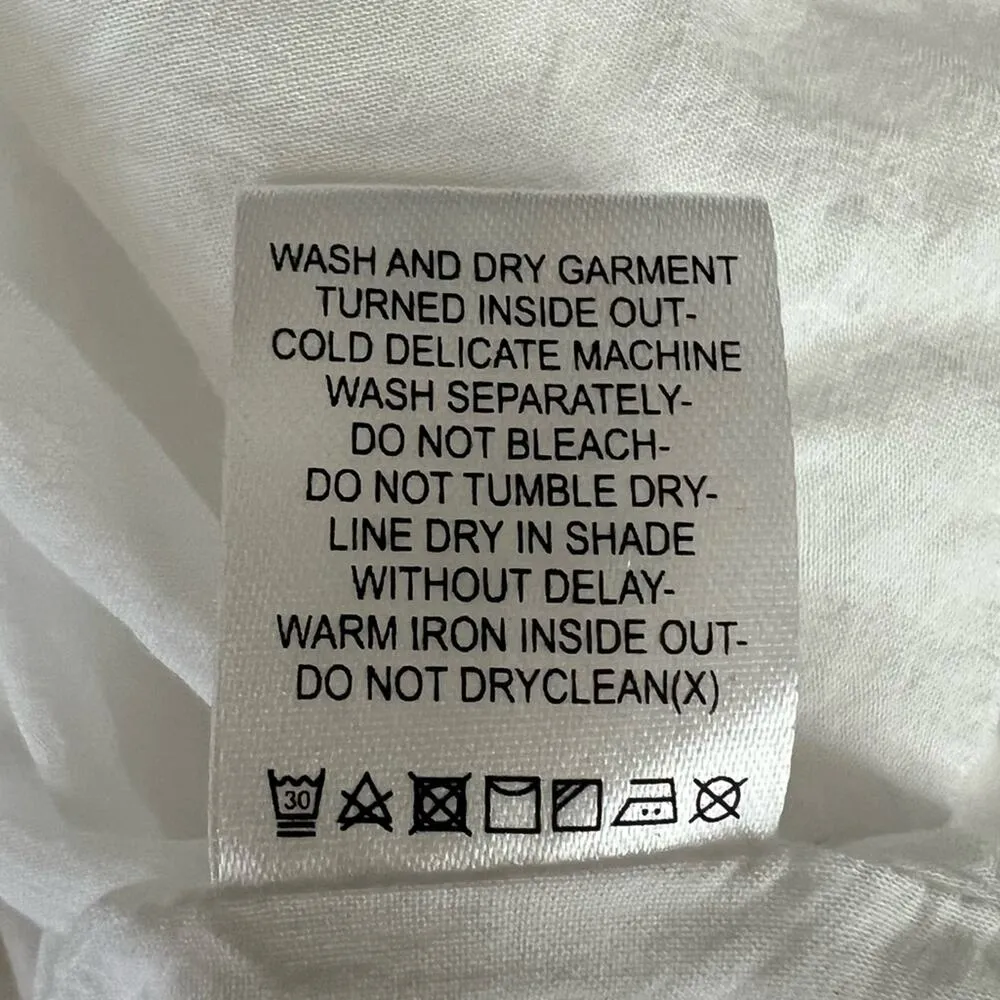 WASH AND DRY GARMENT
TURNED INSIDE OUT-
COLD DELICATE MACHINE
WASH SEPARATELY-
DO NOT BLEACH-
DO NOT TUMBLE DRY-
LINE DRY IN SHADE
WITHOUT DELAY-
WARM IRON INSIDE OUT-
DO NOT DRYCLEAN(X)
30